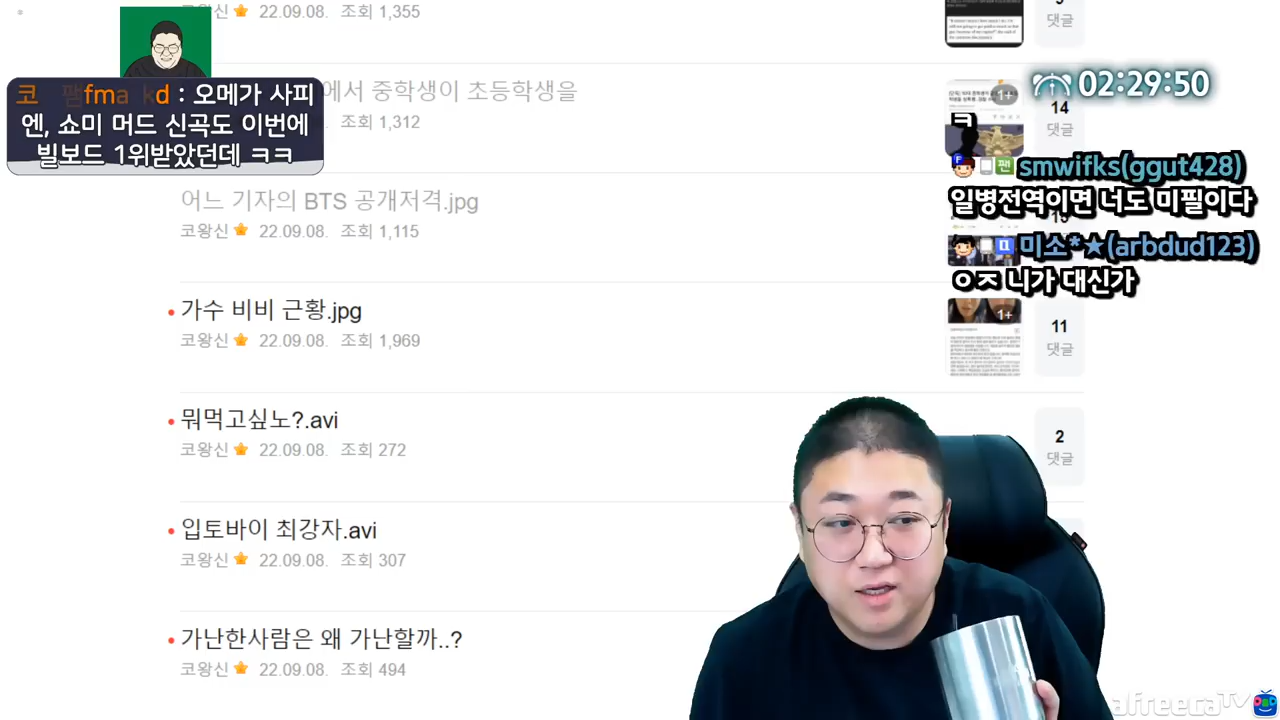 코왕신 22.09.08. 조회 1,355
댓글
에서 중학생이 초등학생을
조회 1,312
14
댓글
1+
코 팸 fma kd : 오메가 서피
엔, 쇼미 머드 신곡도 이번에
빌보드 1위받았던데 ㅋㅋ
02:29:50
ㅋ
smwifks(ggut428)
일병전역이면 너도 미필이다
미소*★(arbdud123)
ㅇㅈ 니가 대신가
어느 기자의 BTS 공개저격.jpg
코왕신 22.09.08. 조회 1,115
가수 비비 근황.jpg
코왕신 22.09.08. 조회 1,969
1+
11
댓글
뭐먹고싶노?.avi
코왕신 22.09.08. 조회 272
2
댓글
입토바이 최강자.avi
코왕신 22.09.08. 조회 307
가난한사람은 왜 가난할까..?
코왕신 22.09.08. 조회 494
afreecaTV